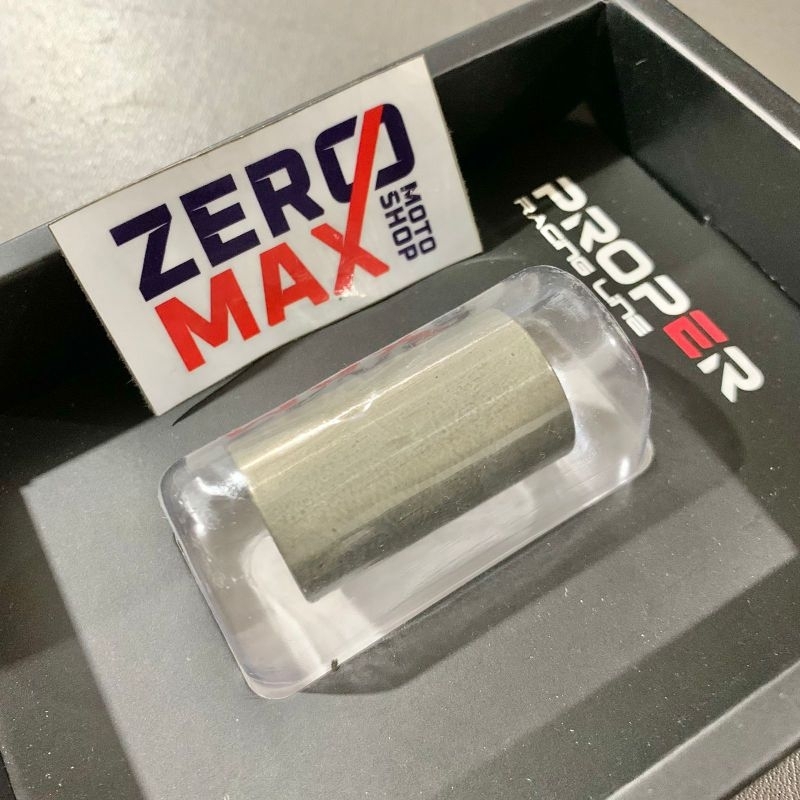 ZERO
MAX
MOTO
SHOP
PROPER
RACING LINE